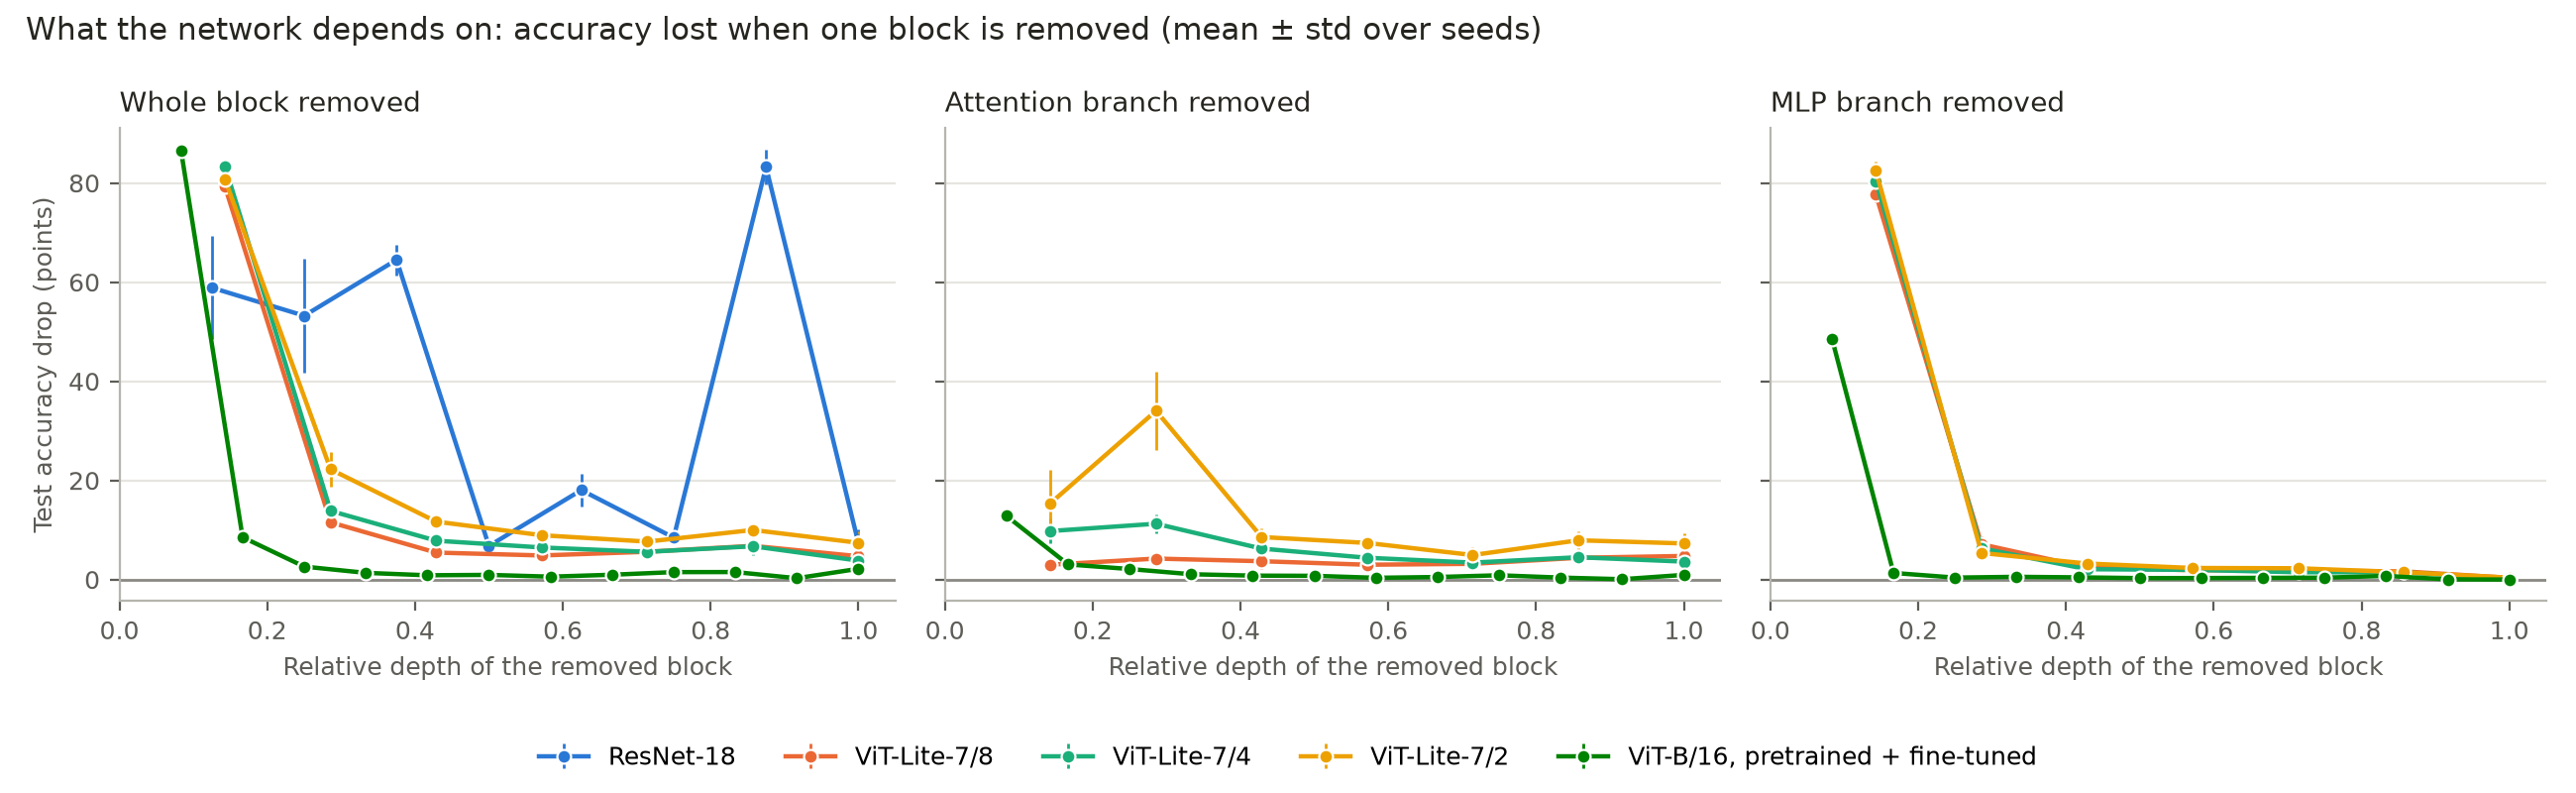 What the network depends on: accuracy lost when one block is removed (mean ± std over seeds)
Whole block removed
Attention branch removed
MLP branch removed
Test accuracy drop (points)
80
60
40
20
0
0.0 0.2 0.4 0.6 0.8 1.0
0.0 0.2 0.4 0.6 0.8 1.0
0.0 0.2 0.4 0.6 0.8 1.0
Relative depth of the removed block
Relative depth of the removed block
Relative depth of the removed block
ResNet-18 ViT-Lite-7/8 ViT-Lite-7/4 ViT-Lite-7/2 ViT-B/16, pretrained + fine-tuned